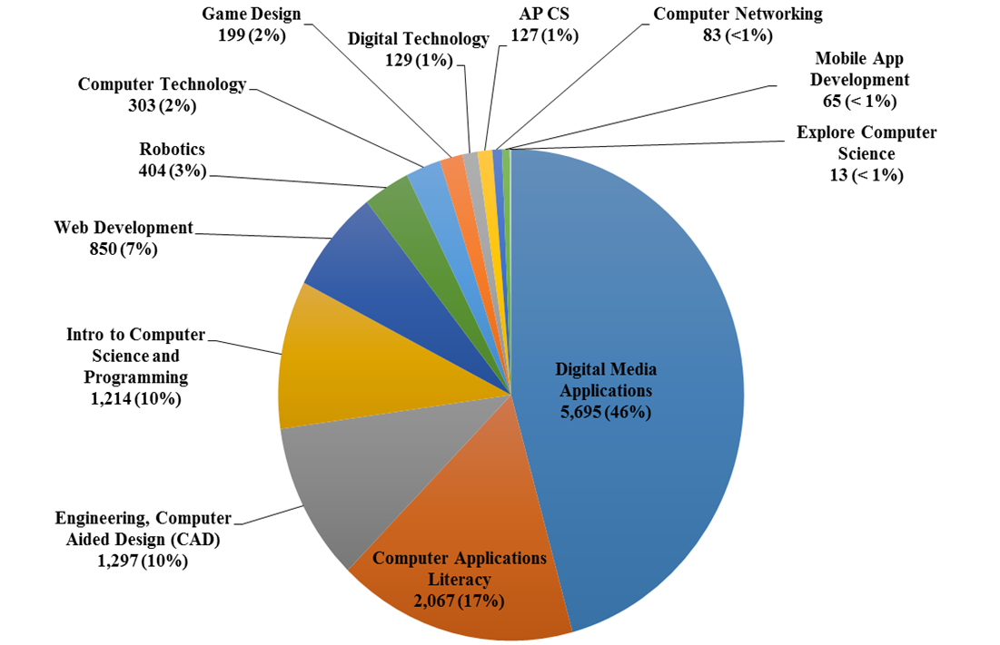 Game Design
199 (2%)
Digital Technology
129 (1%)
AP CS
127 (1%)
Computer Networking
83 (<1%)
Mobile App
Development
65 (< 1%)
Explore Computer
Science
13 (< 1%)
Computer Technology
303 (2%)
Robotics
404 (3%)
Web Development
850 (7%)
Intro to Computer
Science and
Programming
1,214 (10%)
Engineering, Computer
Aided Design (CAD)
1,297 (10%)
Computer Applications
Literacy
2,067 (17%)
Digital Media
Applications
5,695 (46%)